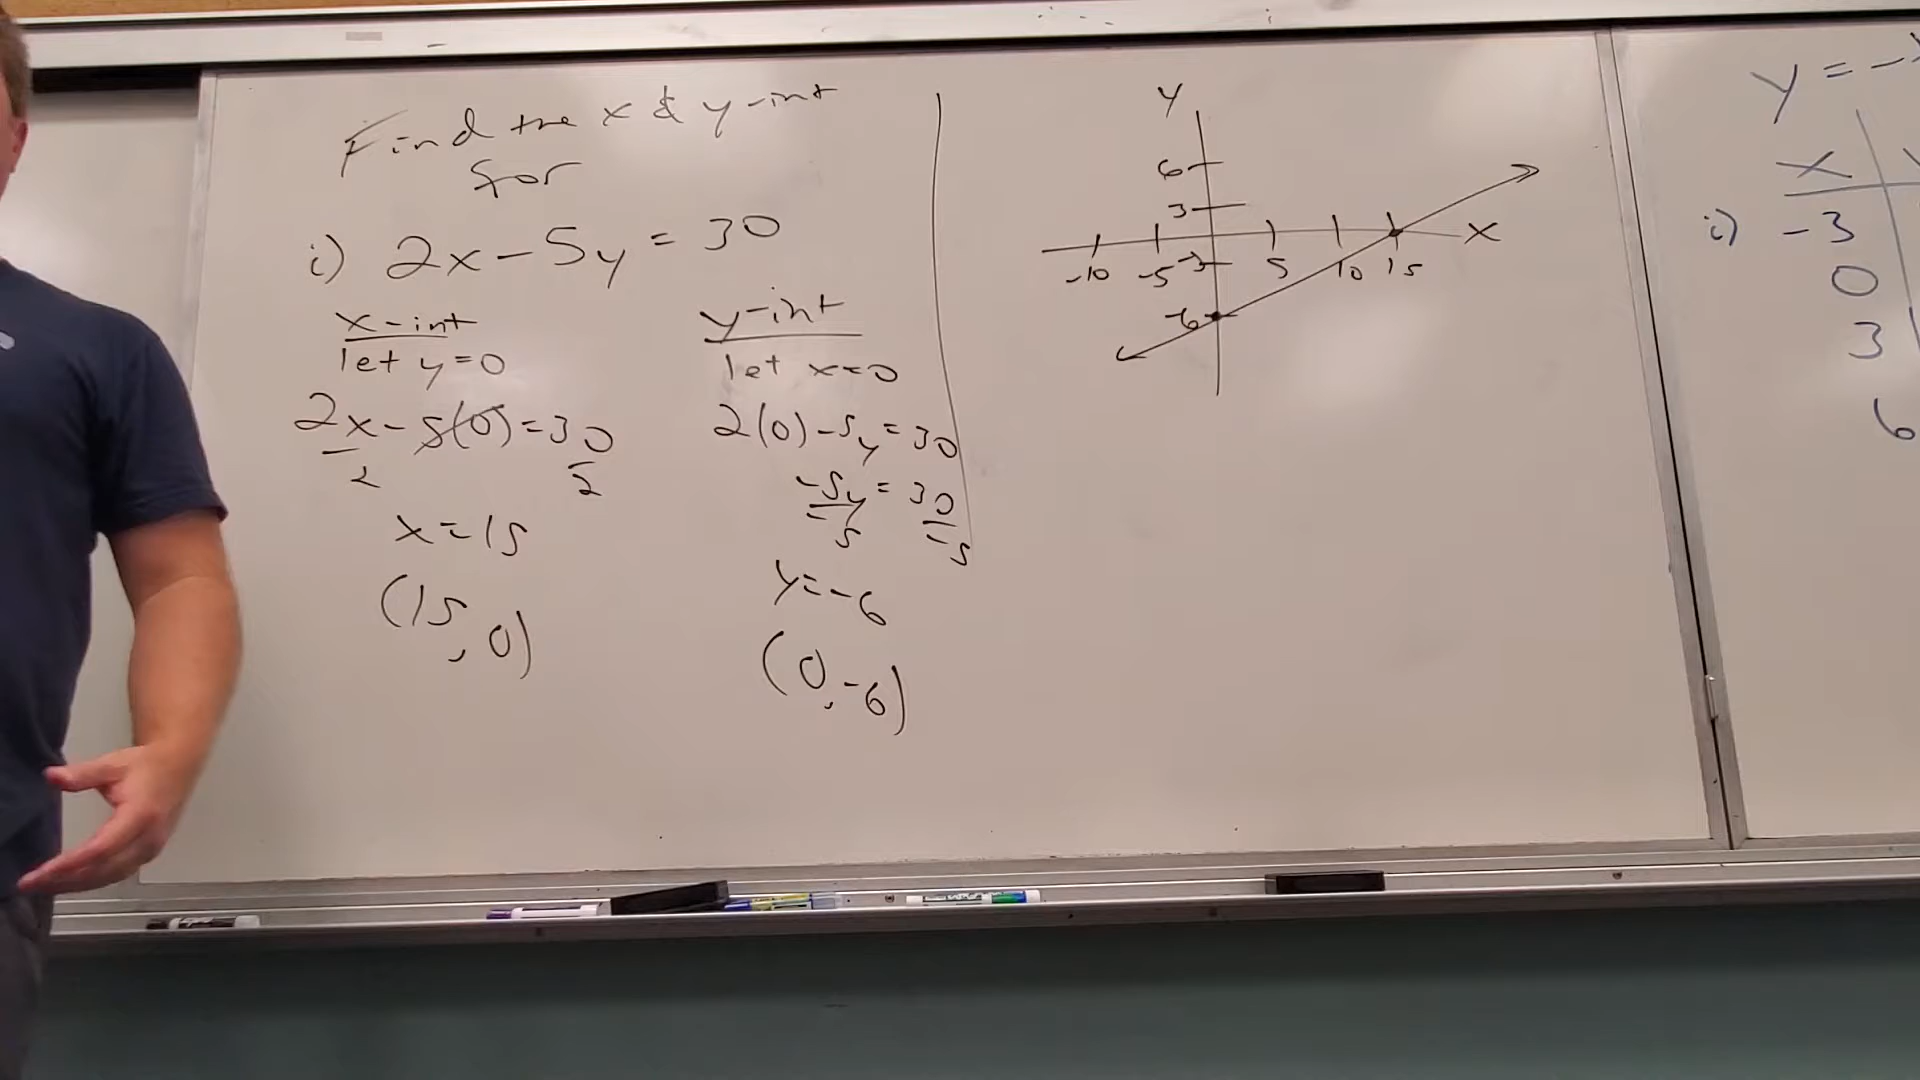 Find the x & y-int
for
i) 2x - 5y = 30
x-int
let y=0
2x - 5(0) = 30
2 2
x = 15
(15, 0)
y-int
let x=0
2(0) - 5y = 30
-5y = 30
-5 -5
y = -6
(0, -6)
y
6
3
x
-10 -5 -3 5 10 15
-6
y = -x
x
i) -3
0
3
6